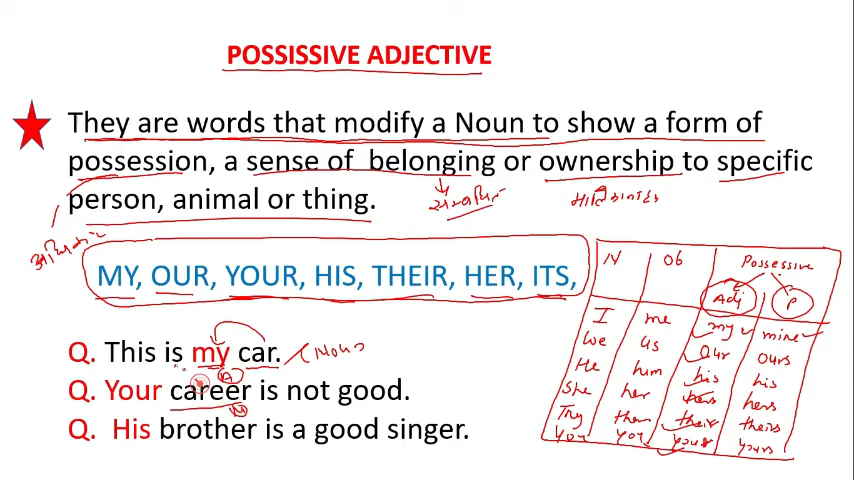 POSSISSIVE ADJECTIVE
They are words that modify a Noun to show a form of
possession, a sense of belonging or ownership to specific
person, animal or thing.
MY, OUR, YOUR, HIS, THEIR, HER, ITS,
Q. This is my car.
(Noun
A
Q. Your career is not good.
N
Q. His brother is a good singer.
N Ob Possessive
Adj P
I me my mine
We us Our ours
He him his his
She her hers
They them their theirs
You you your yours